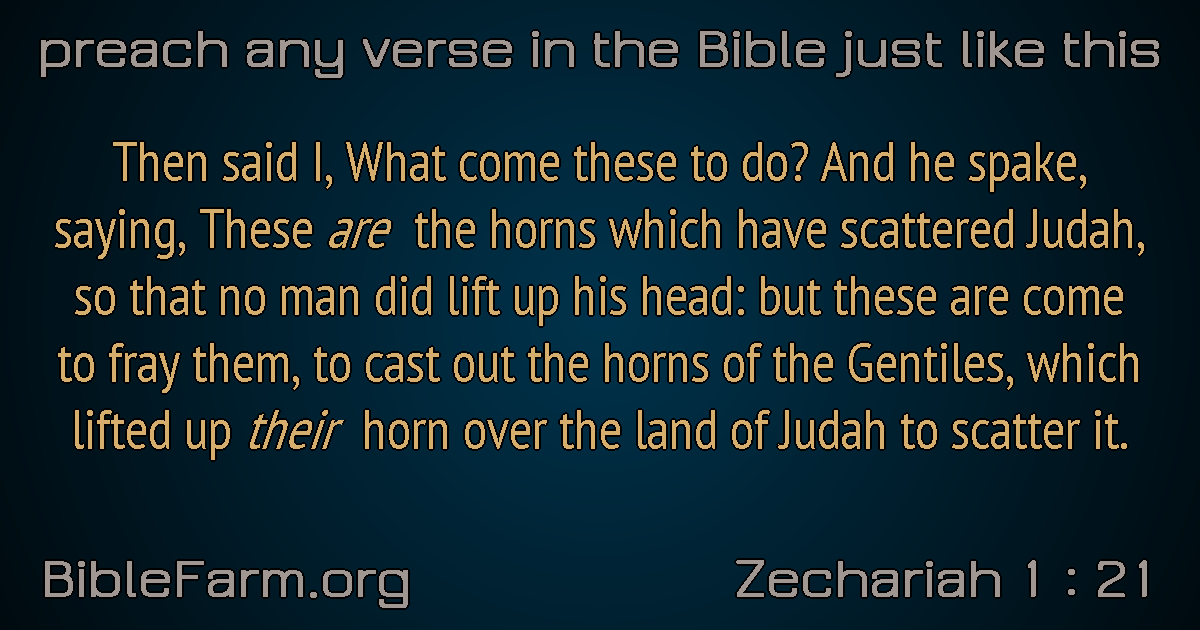 preach any verse in the Bible just like this
Then said I, What come these to do? And he spake,
saying, These are the horns which have scattered Judah,
so that no man did lift up his head: but these are come
to fray them, to cast out the horns of the Gentiles, which
lifted up their horn over the land of Judah to scatter it.
BibleFarm.org
Zechariah 1 : 21